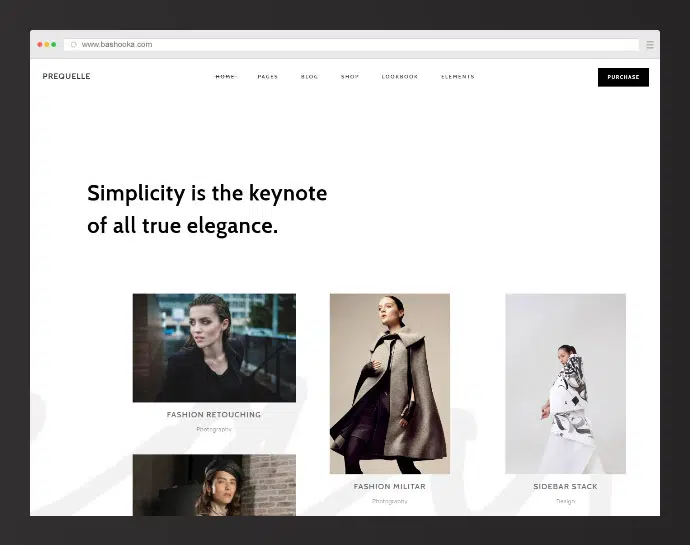 www.bashooka.com
PREQUELLE
HOME
PAGES
BLOG
SHOP
LOOKBOOK
ELEMENTS
PURCHASE
Simplicity is the keynote
of all true elegance.
FASHION RETOUCHING
Photography
FASHION MILITAR
Photography
SIDEBAR STACK
Design